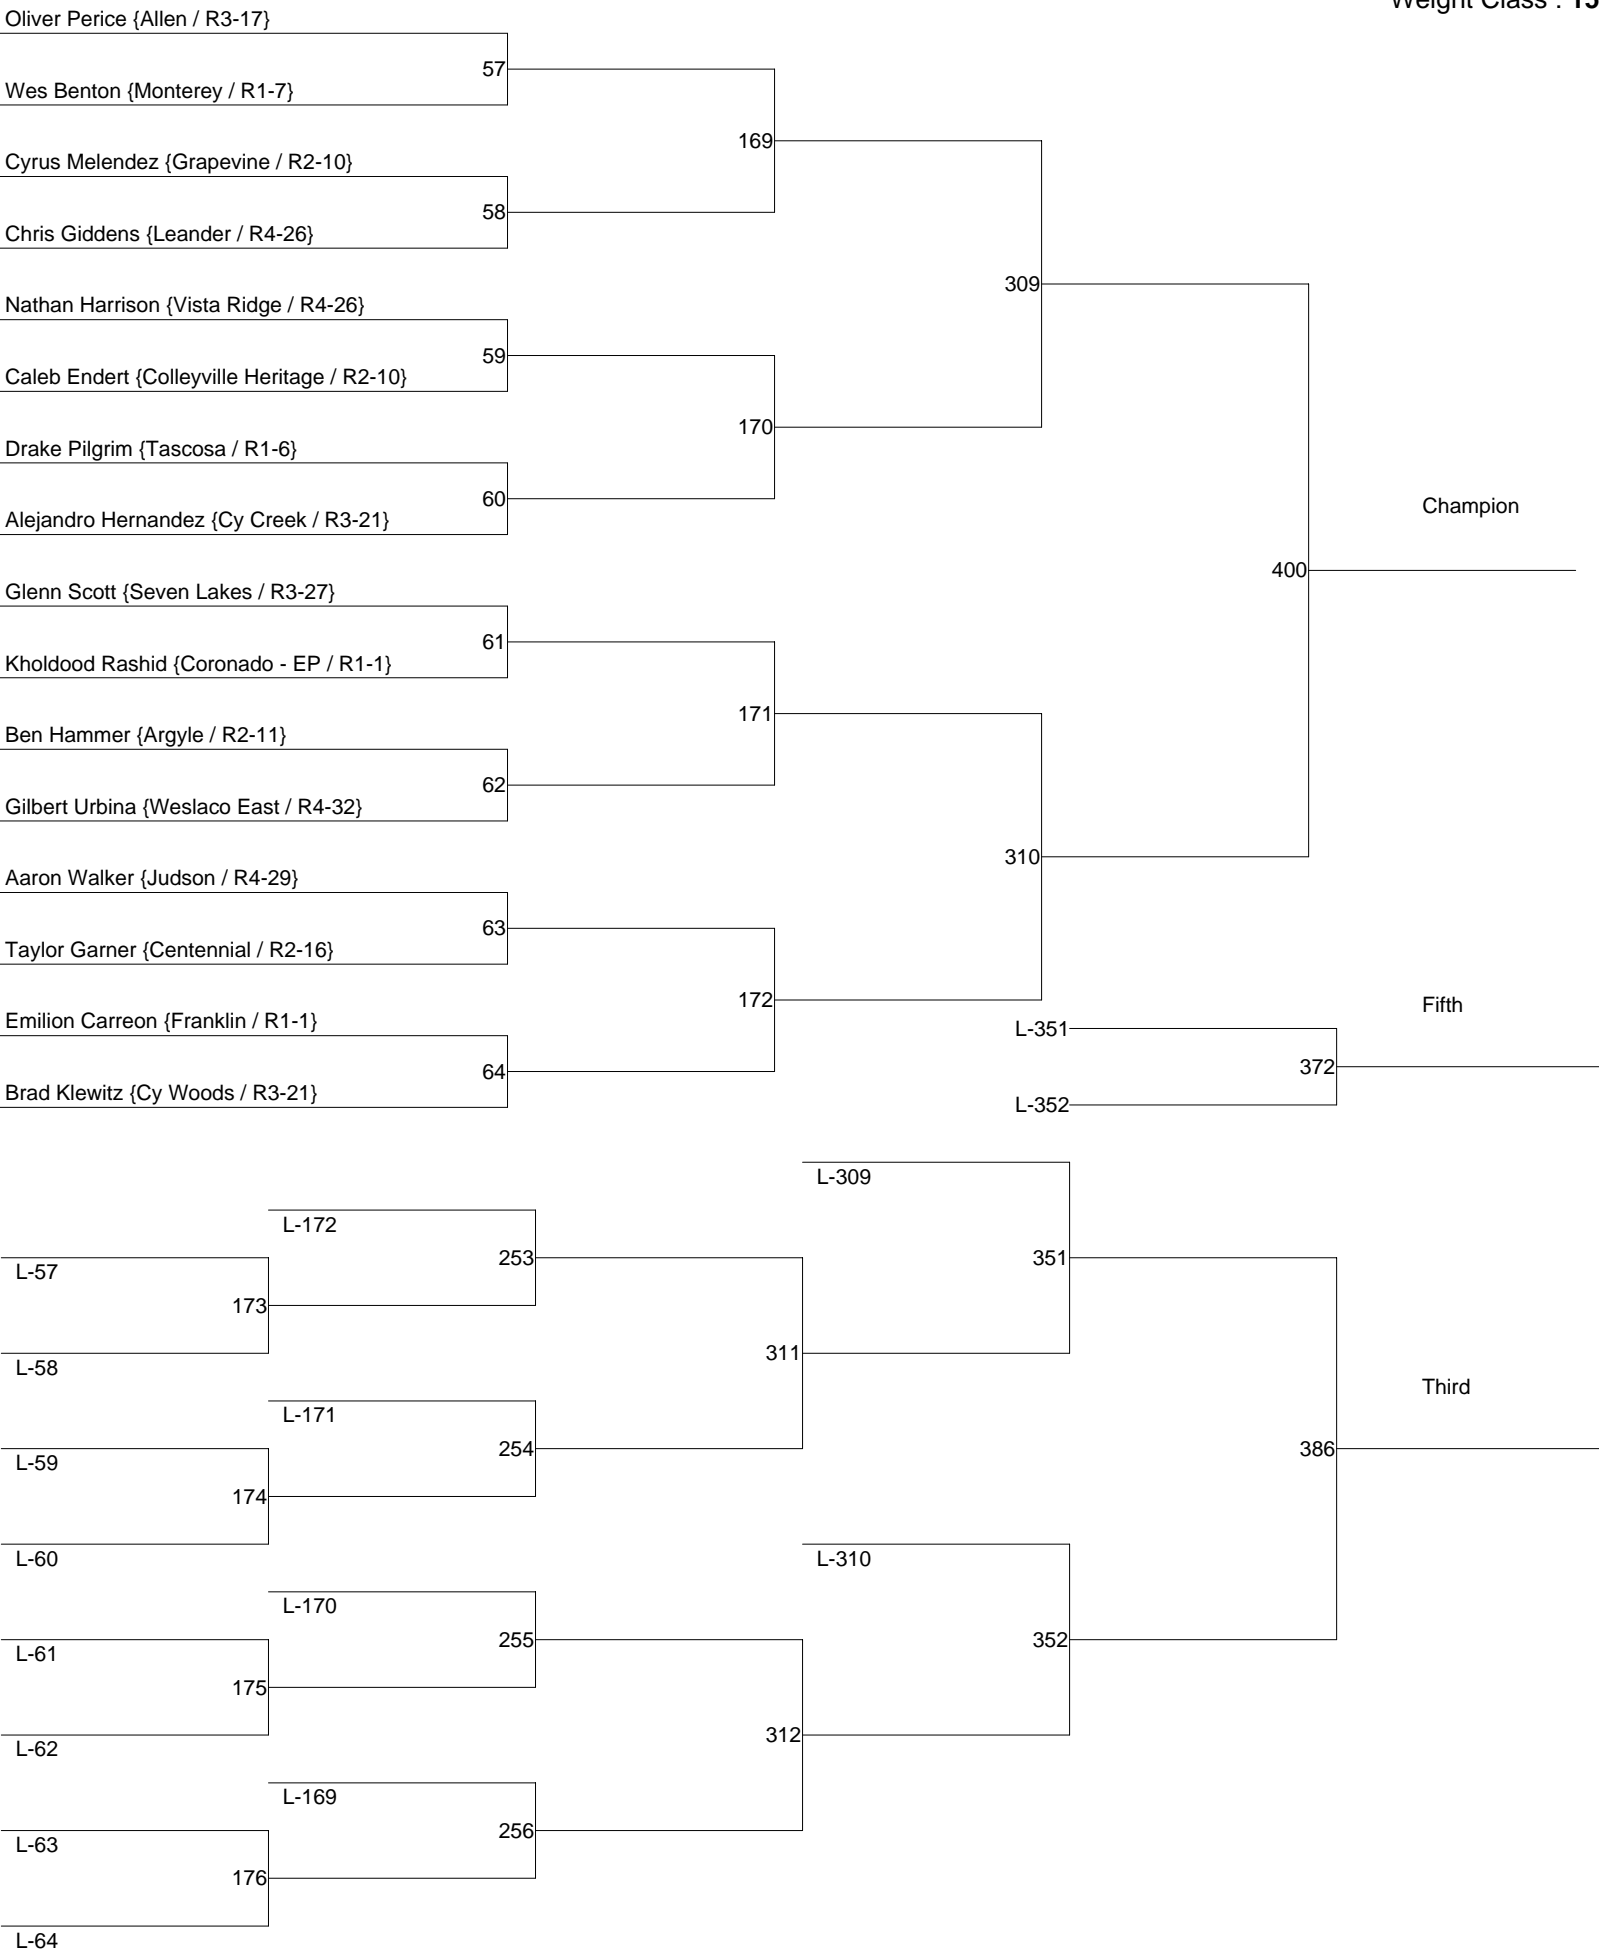 Weight Class : 15
Oliver Perice {Allen / R3-17}
57
Wes Benton {Monterey / R1-7}
169
Cyrus Melendez {Grapevine / R2-10}
58
Chris Giddens {Leander / R4-26}
309
Nathan Harrison {Vista Ridge / R4-26}
59
Caleb Endert {Colleyville Heritage / R2-10}
170
Drake Pilgrim {Tascosa / R1-6}
60
Champion
Alejandro Hernandez {Cy Creek / R3-21}
400
Glenn Scott {Seven Lakes / R3-27}
61
Kholdood Rashid {Coronado - EP / R1-1}
171
Ben Hammer {Argyle / R2-11}
62
Gilbert Urbina {Weslaco East / R4-32}
310
Aaron Walker {Judson / R4-29}
63
Taylor Garner {Centennial / R2-16}
172
Fifth
Emilion Carreon {Franklin / R1-1}
L-351
64
372
Brad Klewitz {Cy Woods / R3-21}
L-352
L-309
L-172
253
351
L-57
173
311
L-58
Third
L-171
254
386
L-59
174
L-60
L-310
L-170
255
352
L-61
175
312
L-62
L-169
256
L-63
176
L-64